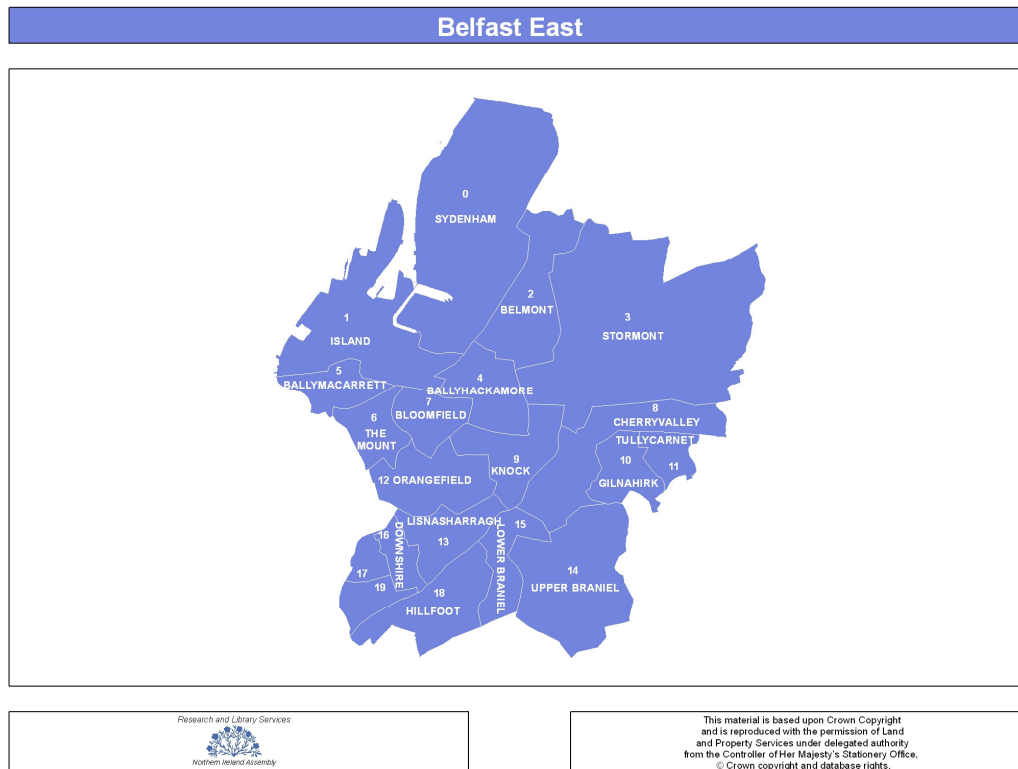 Belfast East
0
SYDENHAM
2
BELMONT
1
ISLAND
3
STORMONT
5
BALLYMACARRETT
4
BALLYHACKAMORE
7
BLOOMFIELD
8
CHERRYVALLEY
6
THE
MOUNT
TULLYCARNET
9
KNOCK
10
GILNAHIRK
11
12 ORANGEFIELD
LISNASHARRAGH
15
16
DOWNSHIRE
13
LOWER BRANIEL
17
14
UPPER BRANIEL
19
18
HILLFOOT
Research and Library Services
Northern Ireland Assembly
This material is based upon Crown Copyright
and is reproduced with the permission of Land
and Property Services under delegated authority
from the Controller of Her Majesty's Stationery Office,
© Crown copyright and database rights.